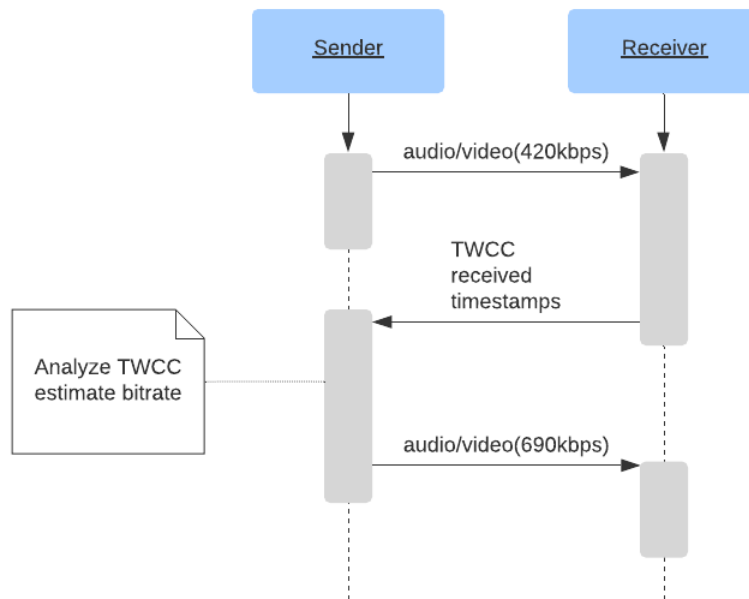 Sender
Receiver
audio/video(420kbps)
TWCC
received
timestamps
Analyze TWCC
estimate bitrate
audio/video(690kbps)